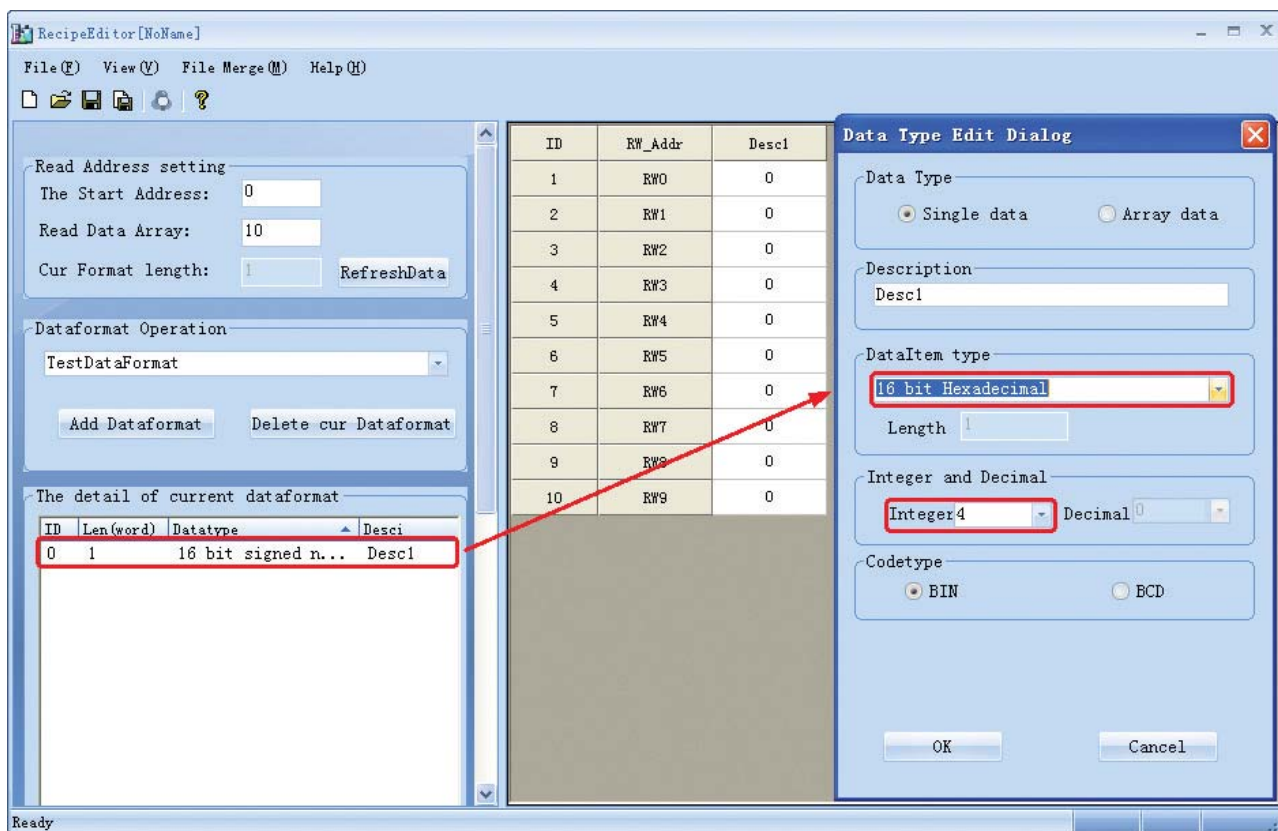 RecipeEditor[NoName]
File(F) View(V) File Merge(M) Help(H)
Read Address setting
The Start Address: 0
Read Data Array: 10
Cur Format length: 1 RefreshData
Dataformat Operation
TestDataFormat
Add Dataformat Delete cur Dataformat
The detail of current dataformat
ID Len(word) Datatype Desci
0 1 16 bit signed n... Desc1
ID RW_Addr Desc1
1 RW0 0
2 RW1 0
3 RW2 0
4 RW3 0
5 RW4 0
6 RW5 0
7 RW6 0
8 RW7 0
9 RW8 0
10 RW9 0
Data Type Edit Dialog
Data Type
Single data Array data
Description
Desc1
DataItem type
16 bit Hexadecimal
Length 1
Integer and Decimal
Integer 4 Decimal 0
Codetype
BIN BCD
OK Cancel
Ready